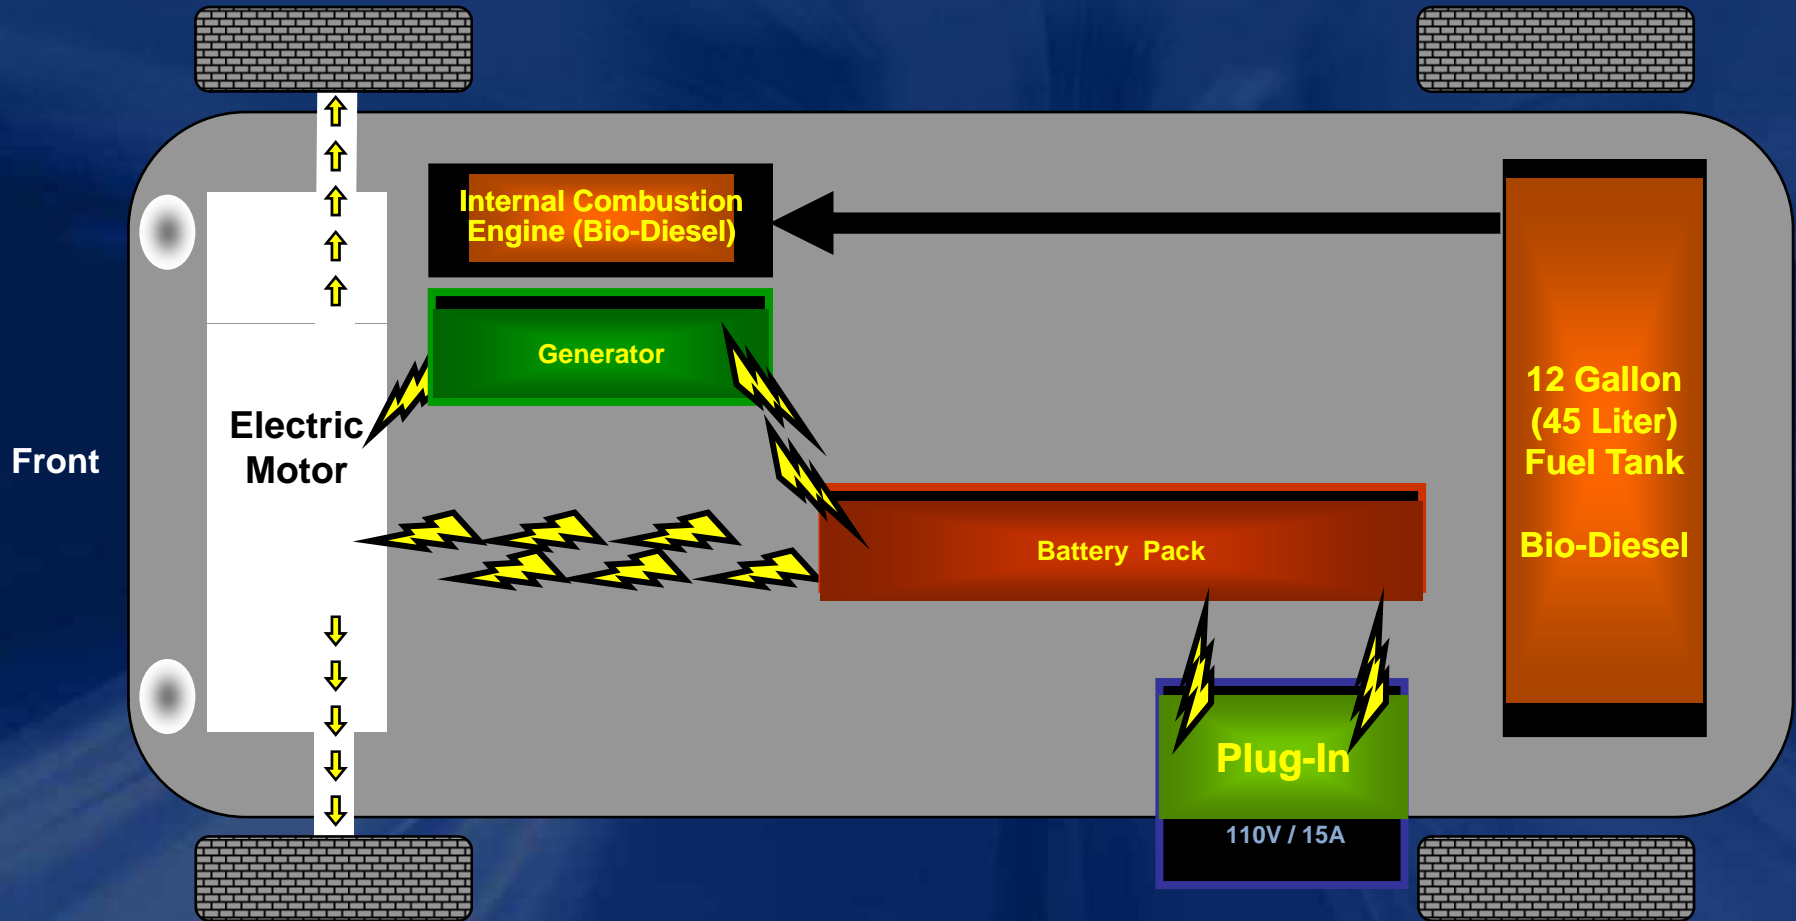 Front
Electric
Motor
Internal Combustion
Engine (Bio-Diesel)
Generator
Battery Pack
Plug-In
110V / 15A
12 Gallon
(45 Liter)
Fuel Tank
Bio-Diesel